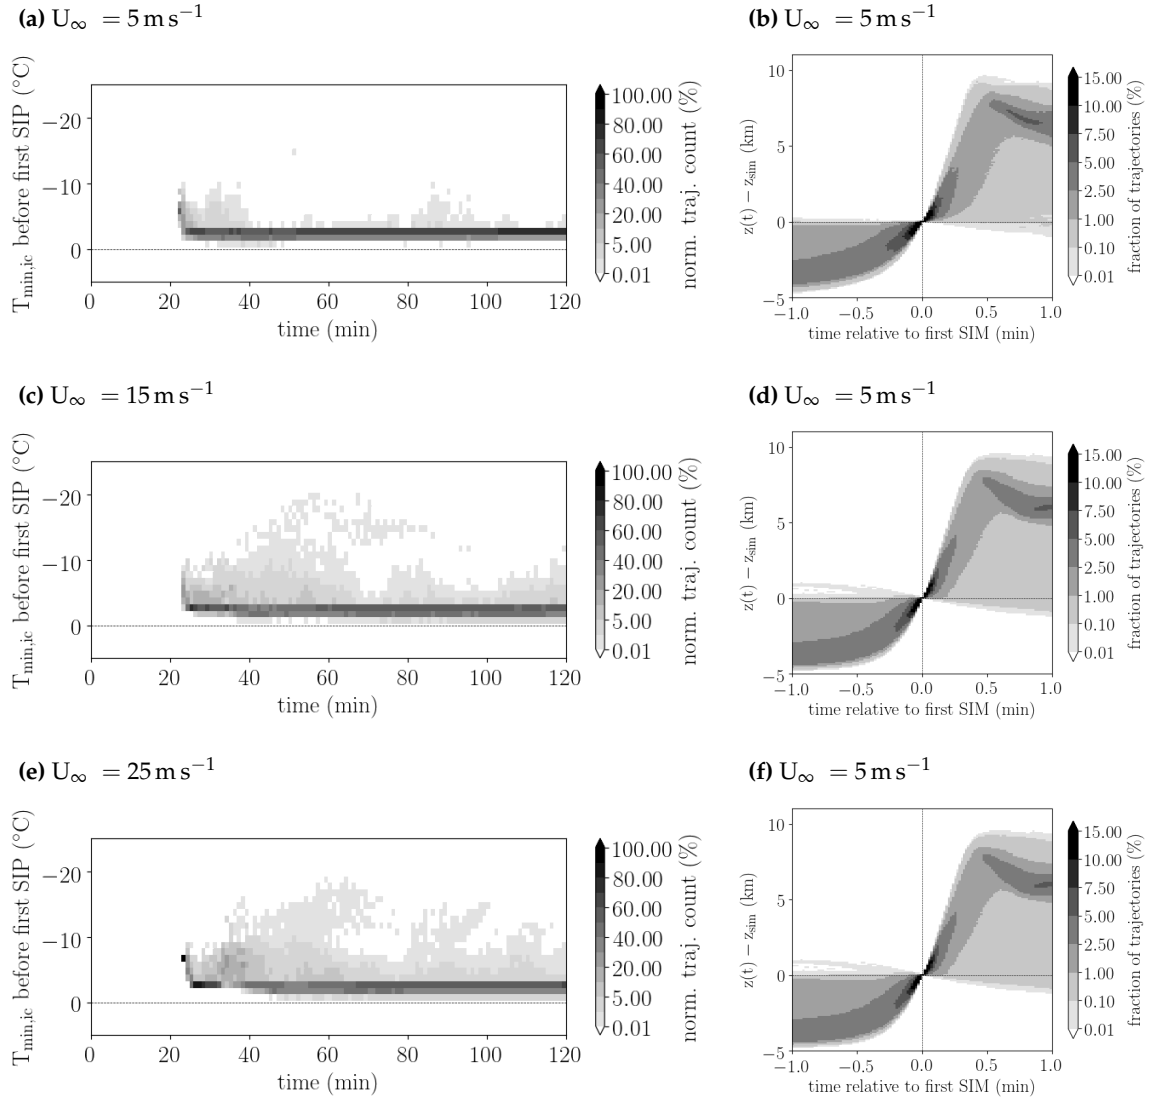 (a) U∞ = 5 m s⁻¹
(b) U∞ = 5 m s⁻¹
T_min,ic before first SIP (°C)
−20
−10
0
0 20 40 60 80 100 120
time (min)
100.00
80.00
60.00
40.00
20.00
5.00
0.01
norm. traj. count (%)
z(t) − z_sim (km)
10
5
0
−5
−1.0 −0.5 0.0 0.5 1.0
time relative to first SIM (min)
15.00
10.00
7.50
5.00
2.50
1.00
0.10
0.01
fraction of trajectories (%)
(c) U∞ = 15 m s⁻¹
(d) U∞ = 5 m s⁻¹
T_min,ic before first SIP (°C)
−20
−10
0
0 20 40 60 80 100 120
time (min)
100.00
80.00
60.00
40.00
20.00
5.00
0.01
norm. traj. count (%)
z(t) − z_sim (km)
10
5
0
−5
−1.0 −0.5 0.0 0.5 1.0
time relative to first SIM (min)
15.00
10.00
7.50
5.00
2.50
1.00
0.10
0.01
fraction of trajectories (%)
(e) U∞ = 25 m s⁻¹
(f) U∞ = 5 m s⁻¹
T_min,ic before first SIP (°C)
−20
−10
0
0 20 40 60 80 100 120
time (min)
100.00
80.00
60.00
40.00
20.00
5.00
0.01
norm. traj. count (%)
z(t) − z_sim (km)
10
5
0
−5
−1.0 −0.5 0.0 0.5 1.0
time relative to first SIM (min)
15.00
10.00
7.50
5.00
2.50
1.00
0.10
0.01
fraction of trajectories (%)